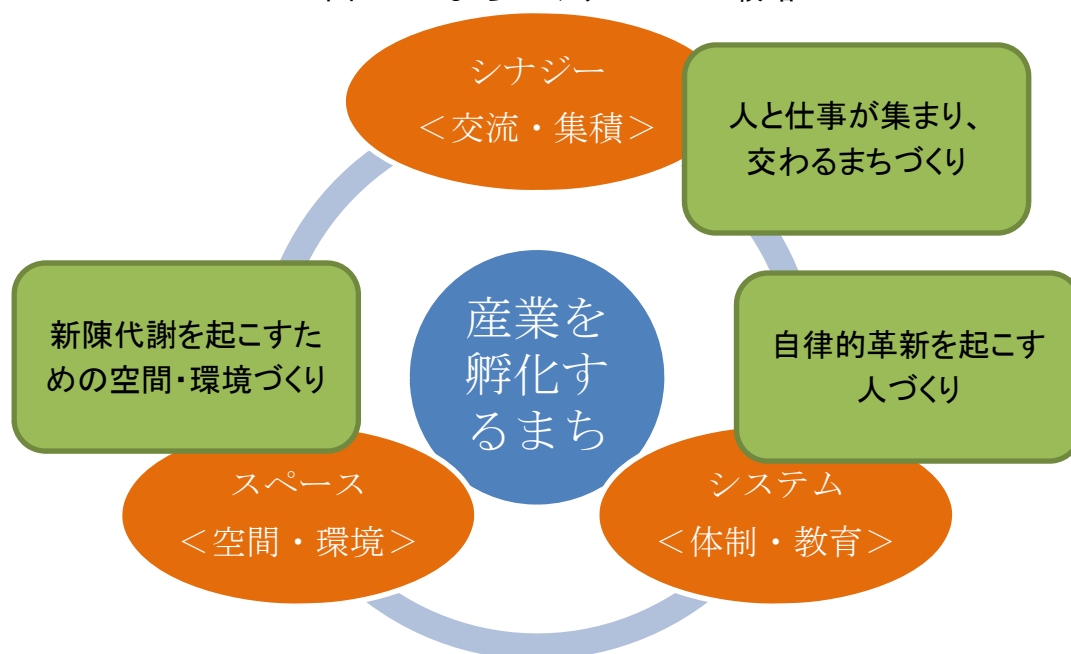 シナジー
＜交流・集積＞
人と仕事が集まり、
交わるまちづくり
新陳代謝を起こすた
めの空間・環境づくり
産業を
孵化す
るまち
自律的革新を起こす
人づくり
スペース
＜空間・環境＞
システム
＜体制・教育＞